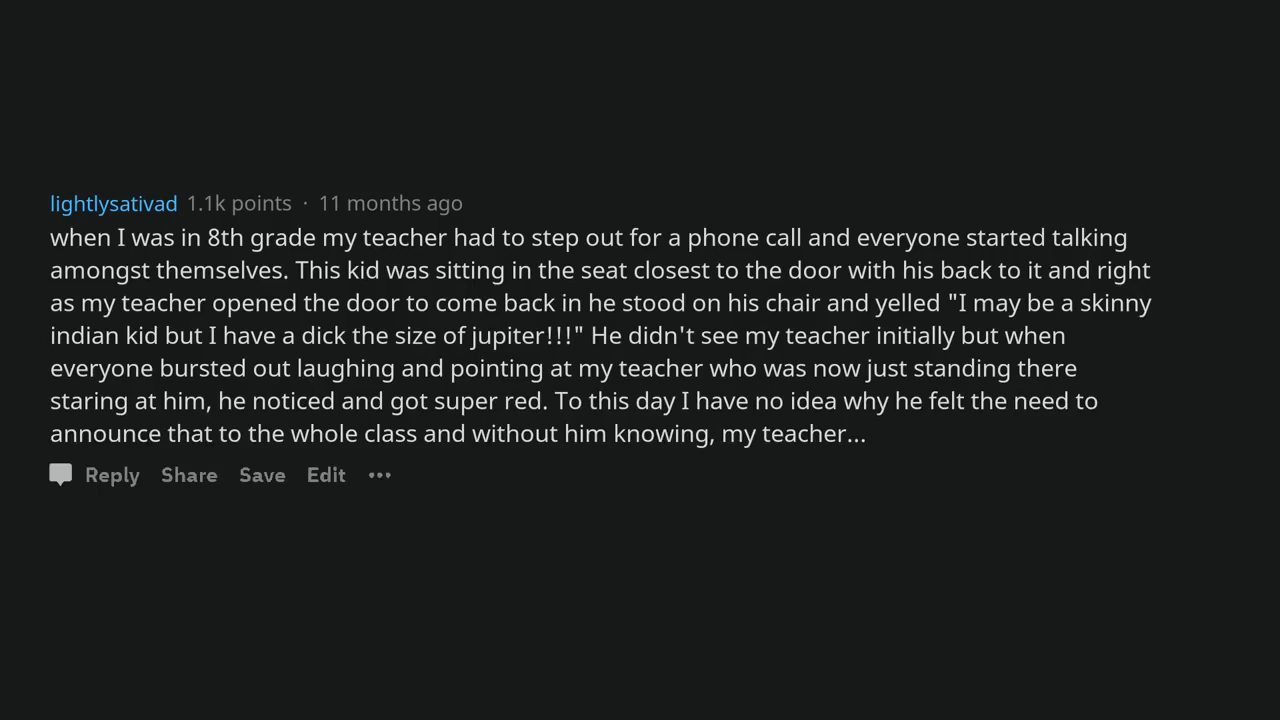 lightlysativad 1.1k points · 11 months ago
when I was in 8th grade my teacher had to step out for a phone call and everyone started talking
amongst themselves. This kid was sitting in the seat closest to the door with his back to it and right
as my teacher opened the door to come back in he stood on his chair and yelled "I may be a skinny
indian kid but I have a dick the size of jupiter!!!" He didn't see my teacher initially but when
everyone bursted out laughing and pointing at my teacher who was now just standing there
staring at him, he noticed and got super red. To this day I have no idea why he felt the need to
announce that to the whole class and without him knowing, my teacher...
Reply Share Save Edit •••